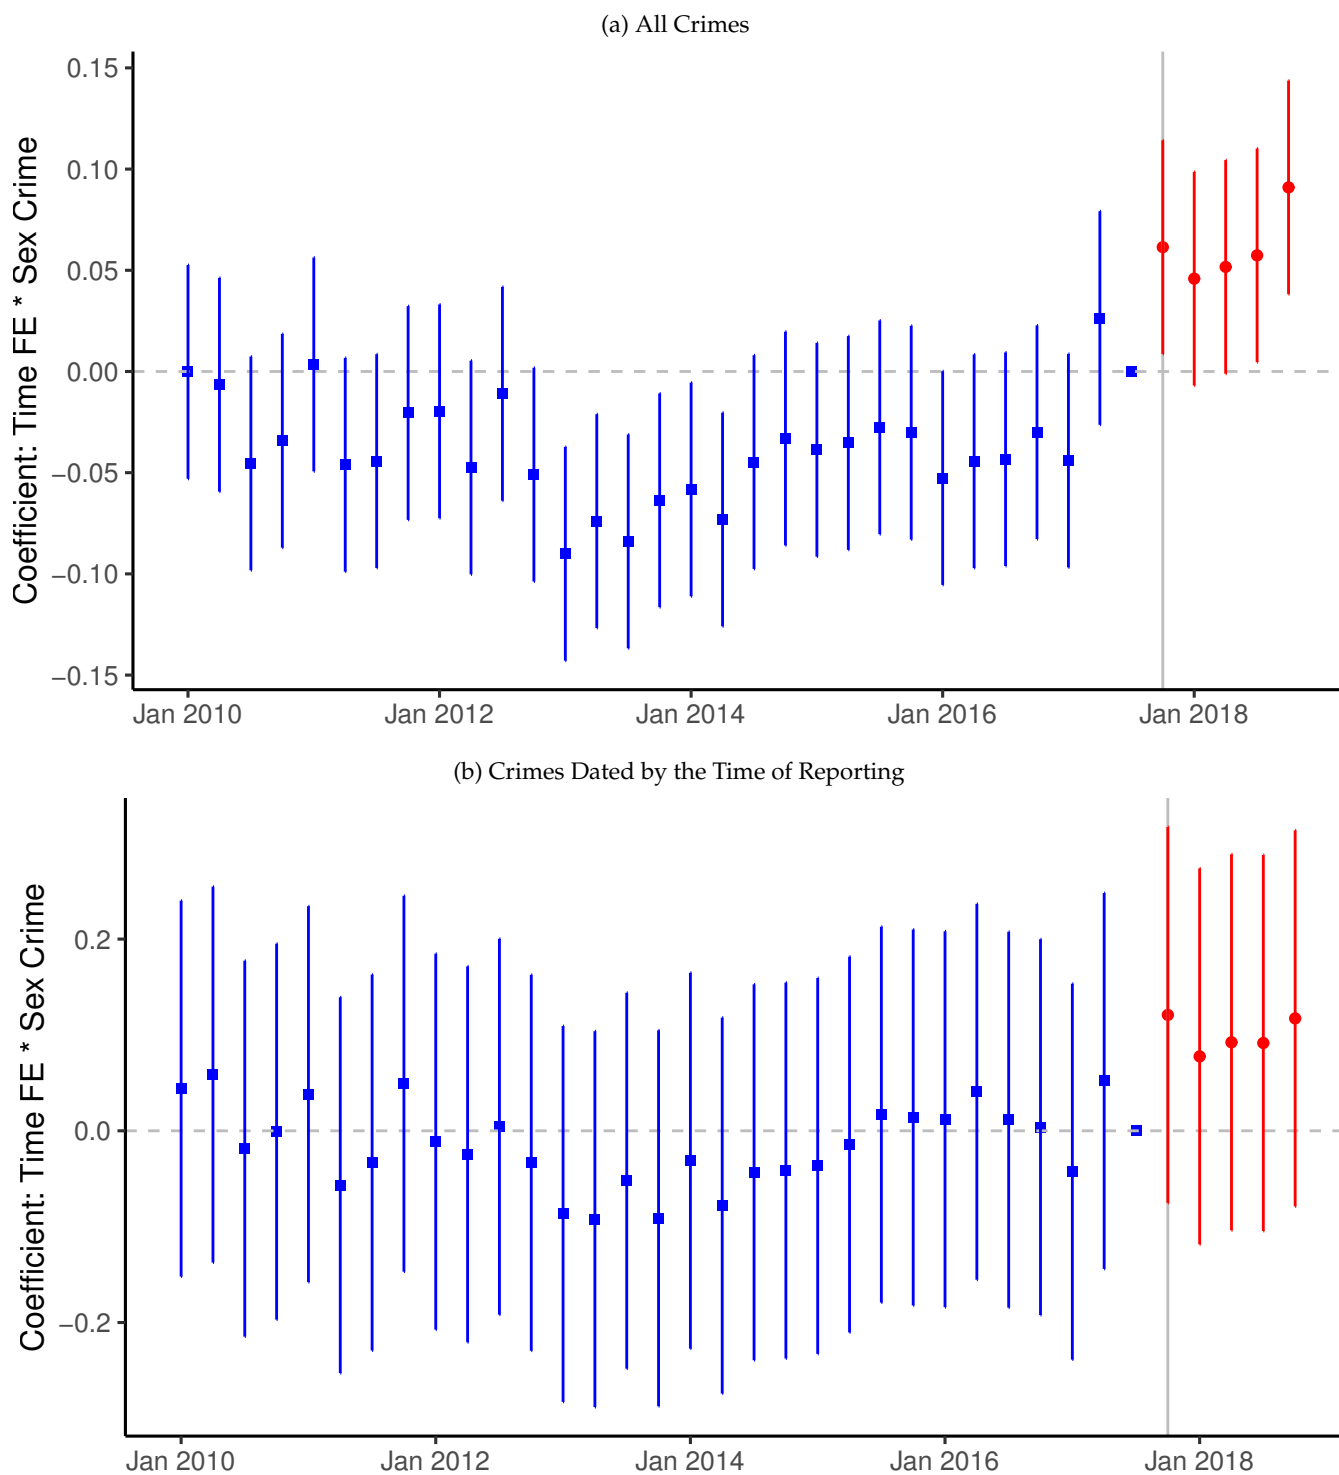 (a) All Crimes
Coefficient: Time FE * Sex Crime
0.15
0.10
0.05
0.00
−0.05
−0.10
−0.15
Jan 2010 Jan 2012 Jan 2014 Jan 2016 Jan 2018
(b) Crimes Dated by the Time of Reporting
Coefficient: Time FE * Sex Crime
0.2
0.0
−0.2
Jan 2010 Jan 2012 Jan 2014 Jan 2016 Jan 2018